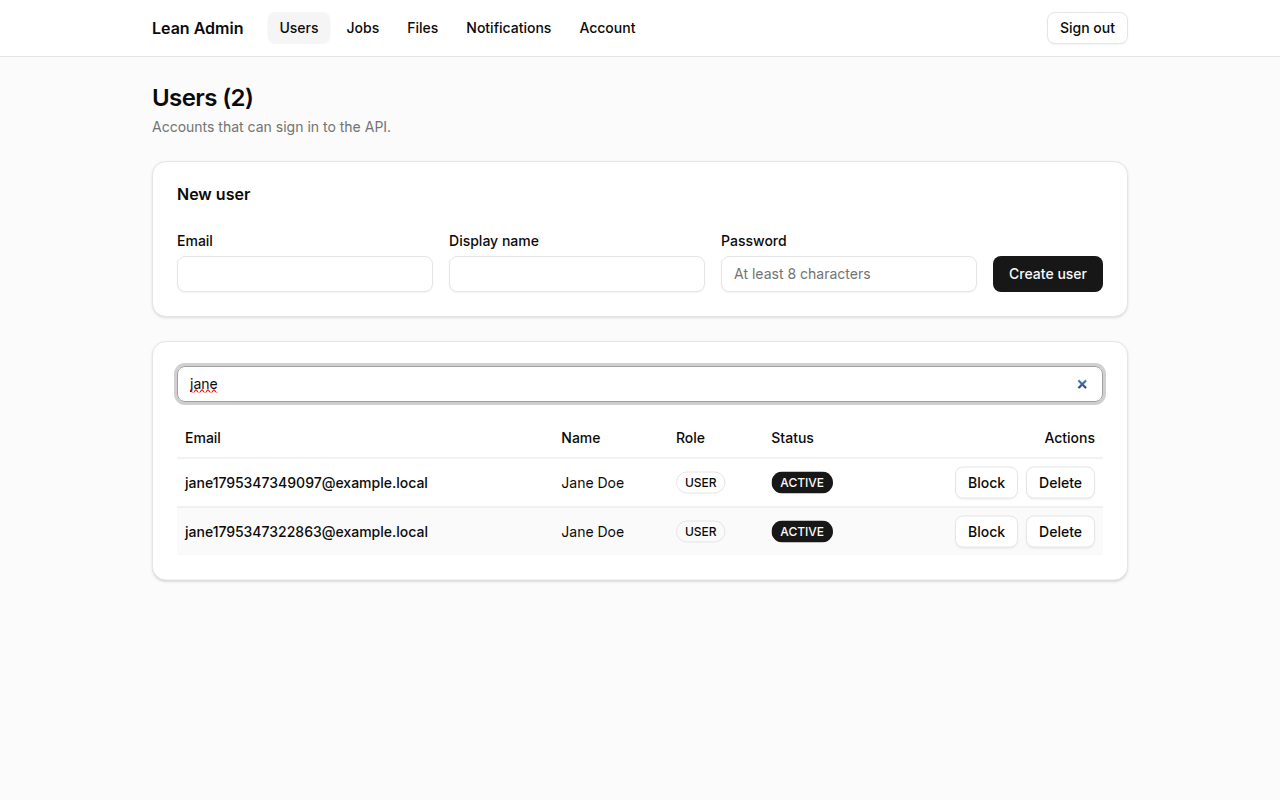 Lean Admin Users Jobs Files Notifications Account Sign out
Users (2)
Accounts that can sign in to the API.
New user
Email Display name Password
At least 8 characters Create user
jane
Email Name Role Status Actions
jane1795347349097@example.local Jane Doe USER ACTIVE Block Delete
jane1795347322863@example.local Jane Doe USER ACTIVE Block Delete